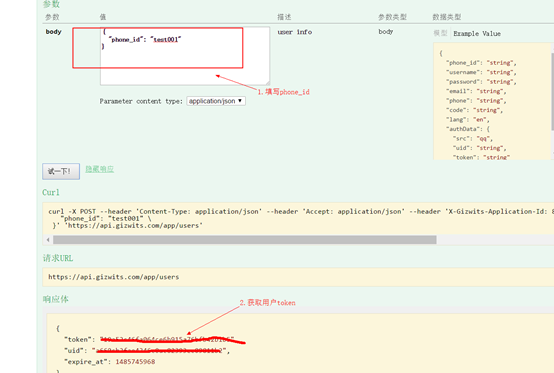 参数
参数 值 描述 参数类型 数据类型
body
{
"phone_id": "test001"
}
user info
body
模型 Example Value
{
"phone_id": "string",
"username": "string",
"password": "string",
"email": "string",
"phone": "string",
"code": "string",
"lang": "en",
"authData": {
"src": "qq",
"uid": "string",
"token": "string"
1.填写phone_id
Parameter content type: application/json
试一下!
隐藏响应
Curl
curl -X POST --header 'Content-Type: application/json' --header 'Accept: application/json' --header 'X-Gizwits-Application-Id: 8
"phone_id": "test001" \
}' 'https://api.gizwits.com/app/users'
请求URL
https://api.gizwits.com/app/users
响应体
2.获取用户token
{
"token":
"uid":
"expire_at": 1485745968